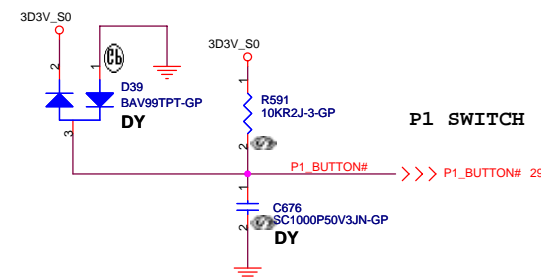 3D3V_S0
2
1
D39
BAV99TPT-GP
DY
3
3D3V_S0
1
R591
10KR2J-3-GP
2
P1 SWITCH
P1_BUTTON#
P1_BUTTON# 29
1
C676
SC1000P50V3JN-GP
2
DY